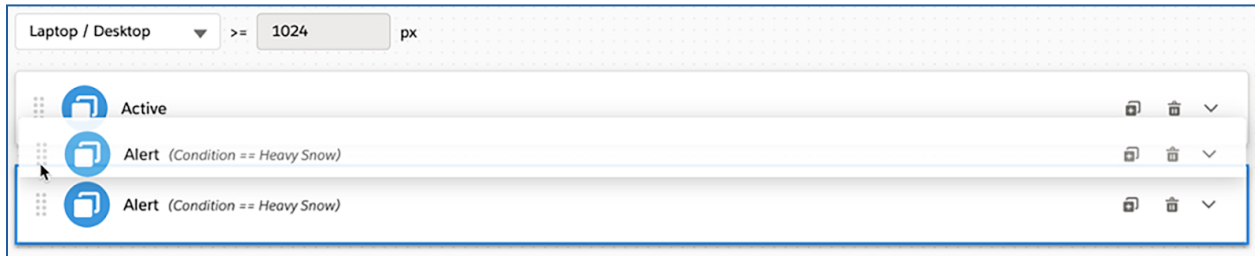 Laptop / Desktop >= 1024 px
Active
Alert (Condition == Heavy Snow)
Alert (Condition == Heavy Snow)